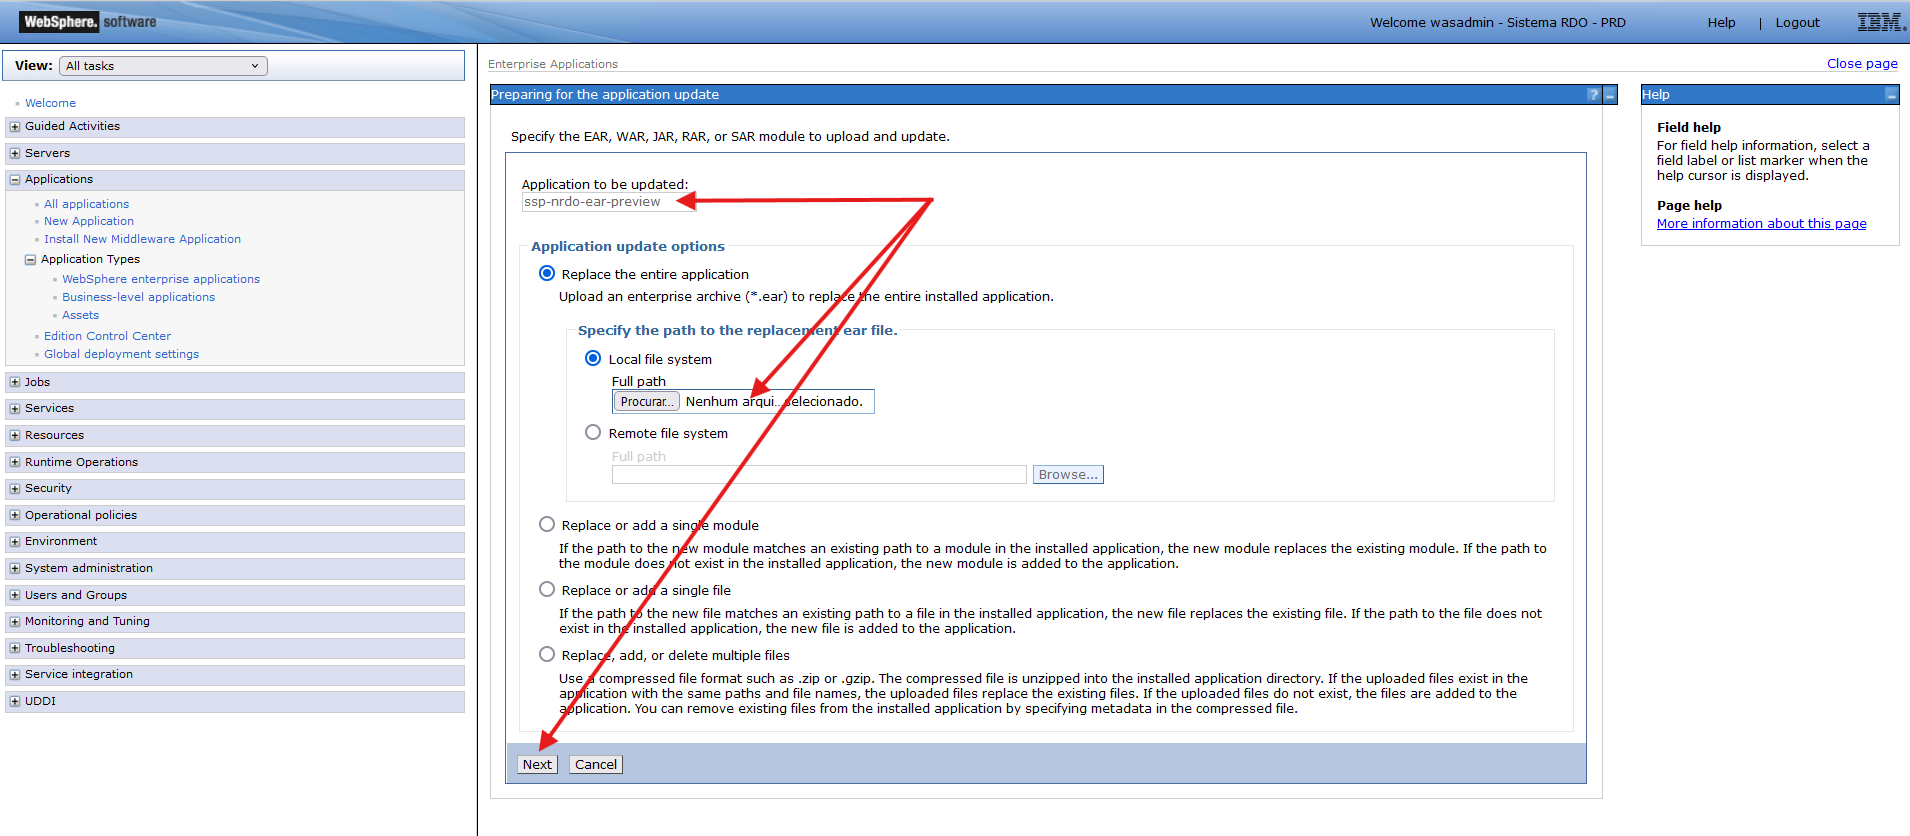 WebSphere. software
Welcome wasadmin - Sistema RDO - PRD
Help | Logout
IBM.
View: All tasks
Welcome
Guided Activities
Servers
Applications
All applications
New Application
Install New Middleware Application
Application Types
WebSphere enterprise applications
Business-level applications
Assets
Edition Control Center
Global deployment settings
Jobs
Services
Resources
Runtime Operations
Security
Operational policies
Environment
System administration
Users and Groups
Monitoring and Tuning
Troubleshooting
Service integration
UDDI
Enterprise Applications
Close page
Preparing for the application update
?
Specify the EAR, WAR, JAR, RAR, or SAR module to upload and update.
Application to be updated:
ssp-nrdo-ear-preview
Application update options
Replace the entire application
Upload an enterprise archive (*.ear) to replace the entire installed application.
Specify the path to the replacement ear file.
Local file system
Full path
Procurar... Nenhum arqui...selecionado.
Remote file system
Full path
Browse...
Replace or add a single module
If the path to the new module matches an existing path to a module in the installed application, the new module replaces the existing module. If the path to
the module does not exist in the installed application, the new module is added to the application.
Replace or add a single file
If the path to the new file matches an existing path to a file in the installed application, the new file replaces the existing file. If the path to the file does not
exist in the installed application, the new file is added to the application.
Replace, add, or delete multiple files
Use a compressed file format such as .zip or .gzip. The compressed file is unzipped into the installed application directory. If the uploaded files exist in the
application with the same paths and file names, the uploaded files replace the existing files. If the uploaded files do not exist, the files are added to the
application. You can remove existing files from the installed application by specifying metadata in the compressed file.
Next Cancel
Help
Field help
For field help information, select a
field label or list marker when the
help cursor is displayed.
Page help
More information about this page